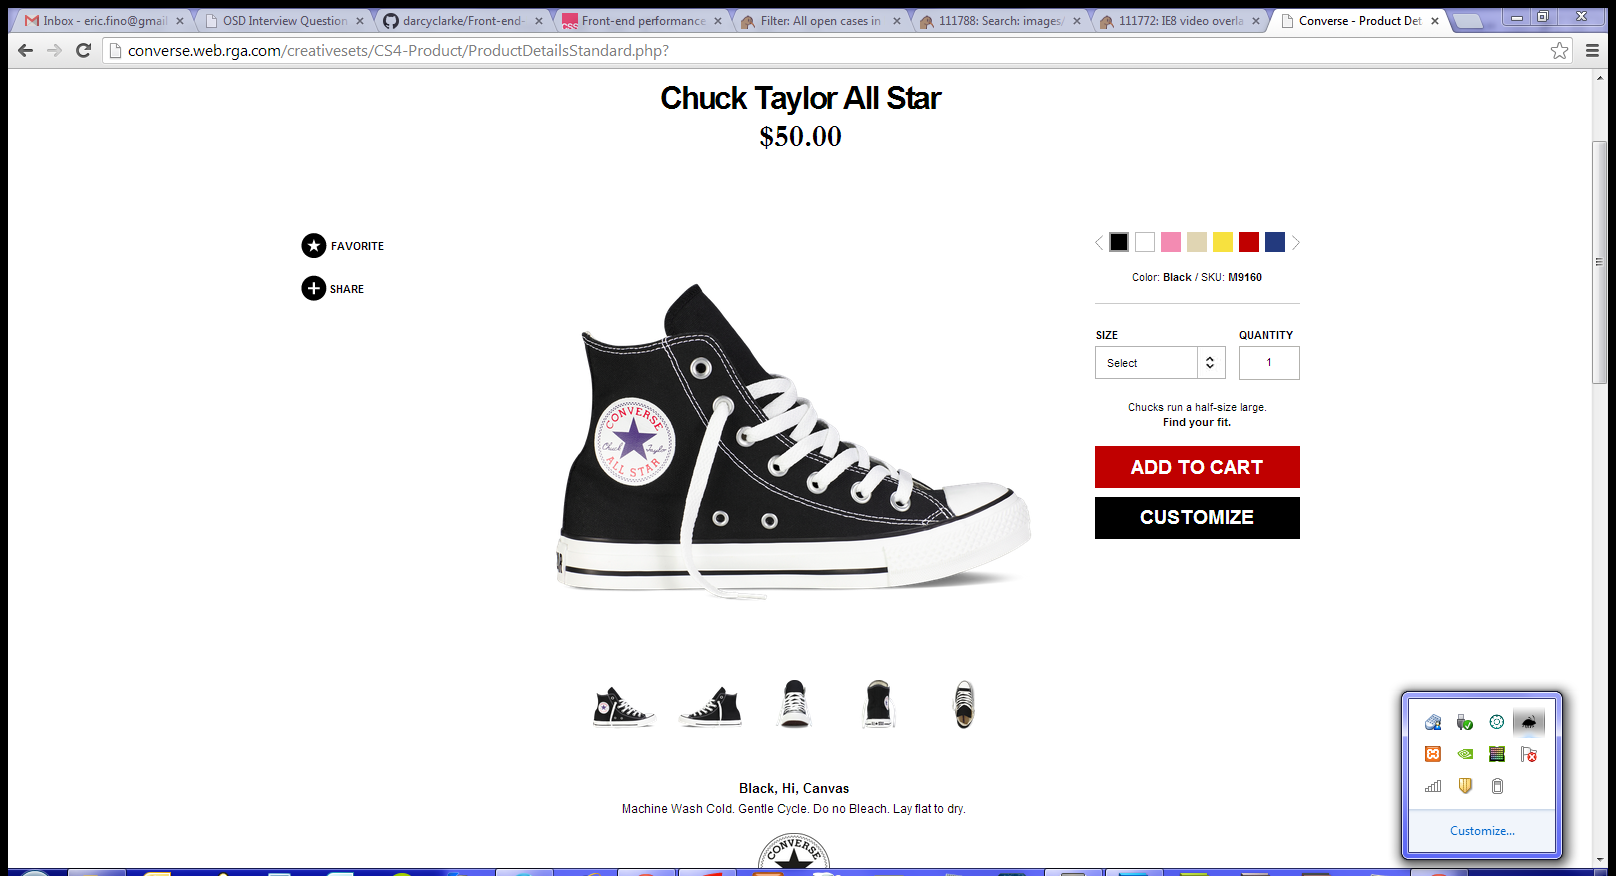 Inbox - eric.fino@gmail
OSD Interview Question
darcyclarke/Front-end-
Front-end performance
Filter: All open cases in
111788: Search: images/
111772: IE8 video overla
Converse - Product Det
converse.web.rga.com/creativesets/CS4-Product/ProductDetailsStandard.php?
Chuck Taylor All Star
$50.00
FAVORITE
SHARE
Color: Black / SKU: M9160
SIZE
QUANTITY
Select
1
Chucks run a half-size large.
Find your fit.
ADD TO CART
CUSTOMIZE
CONVERSE
Chuck Taylor
ALL STAR
Black, Hi, Canvas
Machine Wash Cold. Gentle Cycle. Do no Bleach. Lay flat to dry.
CONVERSE
Customize...